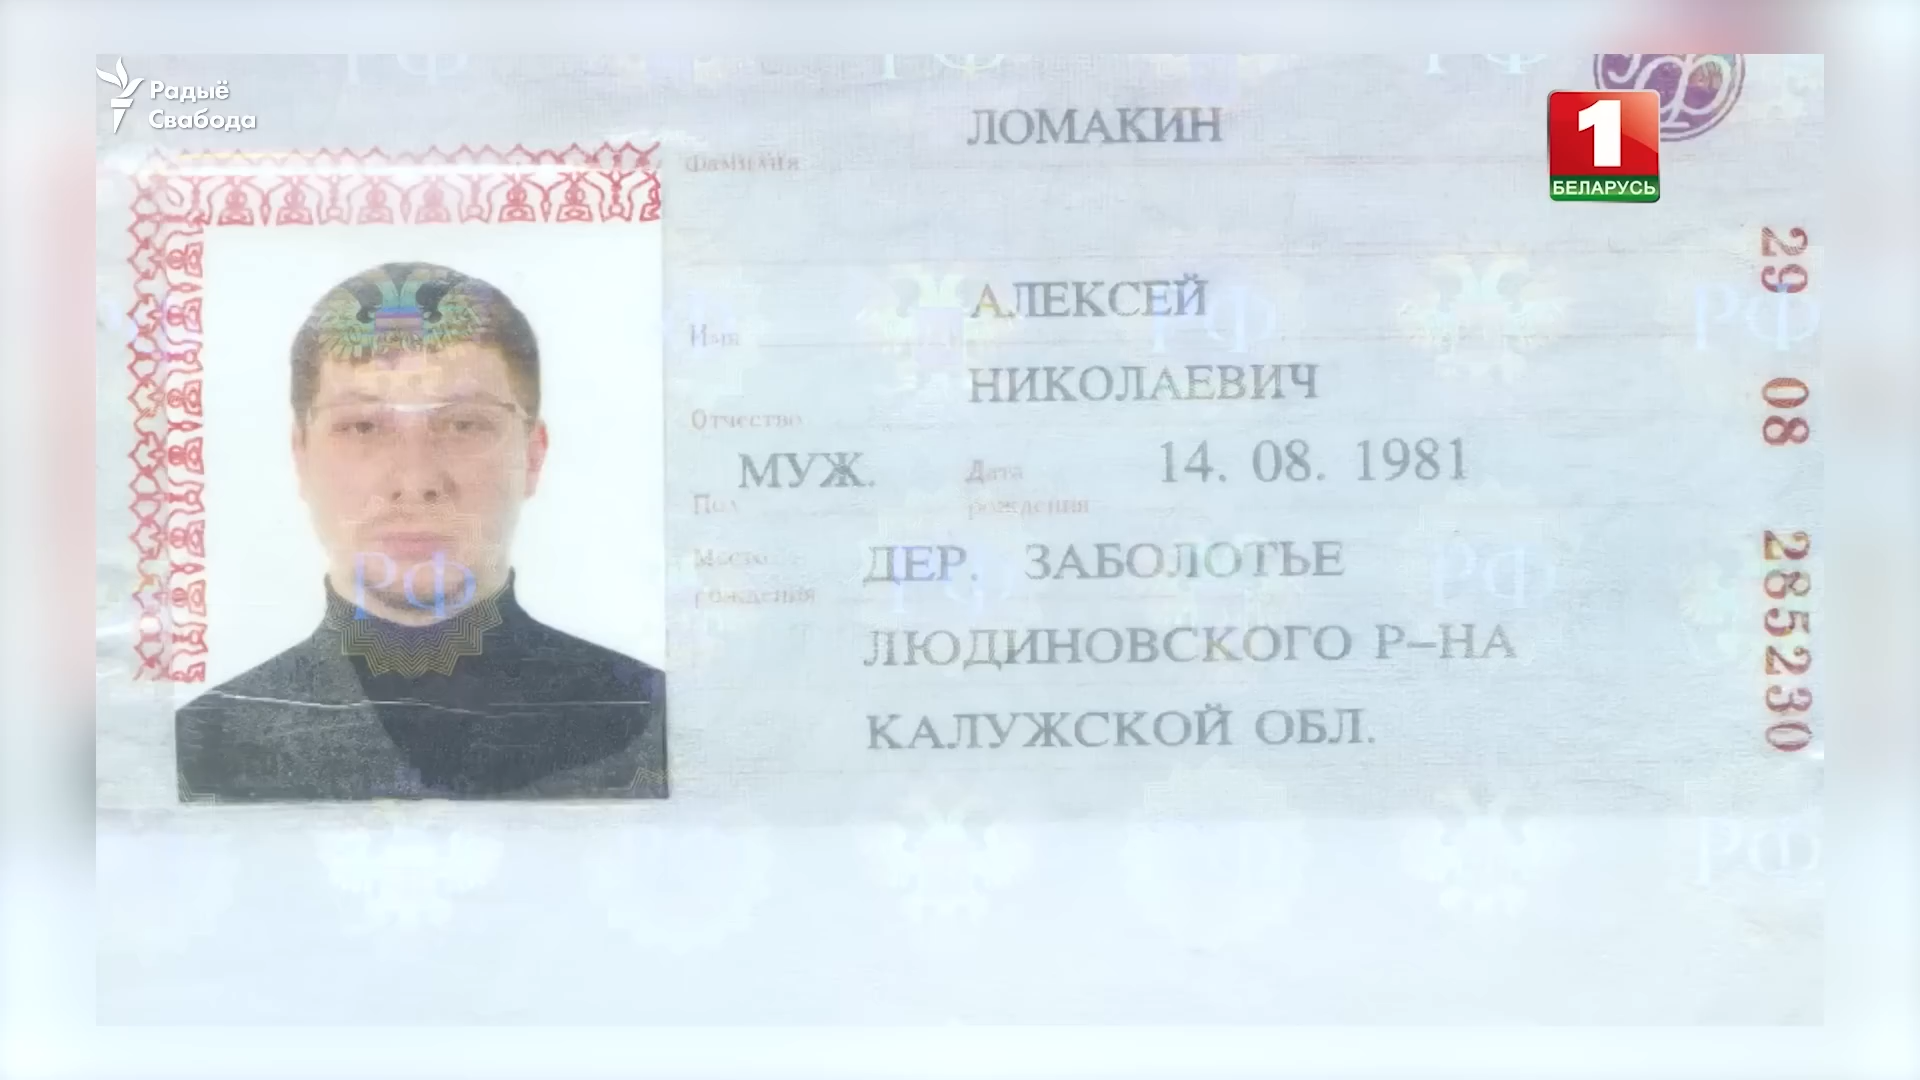 Радыё
Свабода
1
БЕЛАРУСЬ
ЛОМАКИН
Фамилия
АЛЕКСЕЙ
Имя
НИКОЛАЕВИЧ
Отчество
МУЖ.
Пол
Дата
рождения
14. 08. 1981
Место
рождения
ДЕР. ЗАБОЛОТЬЕ
ЛЮДИНОВСКОГО Р-НА
КАЛУЖСКОЙ ОБЛ.
29 08 285230
РФ